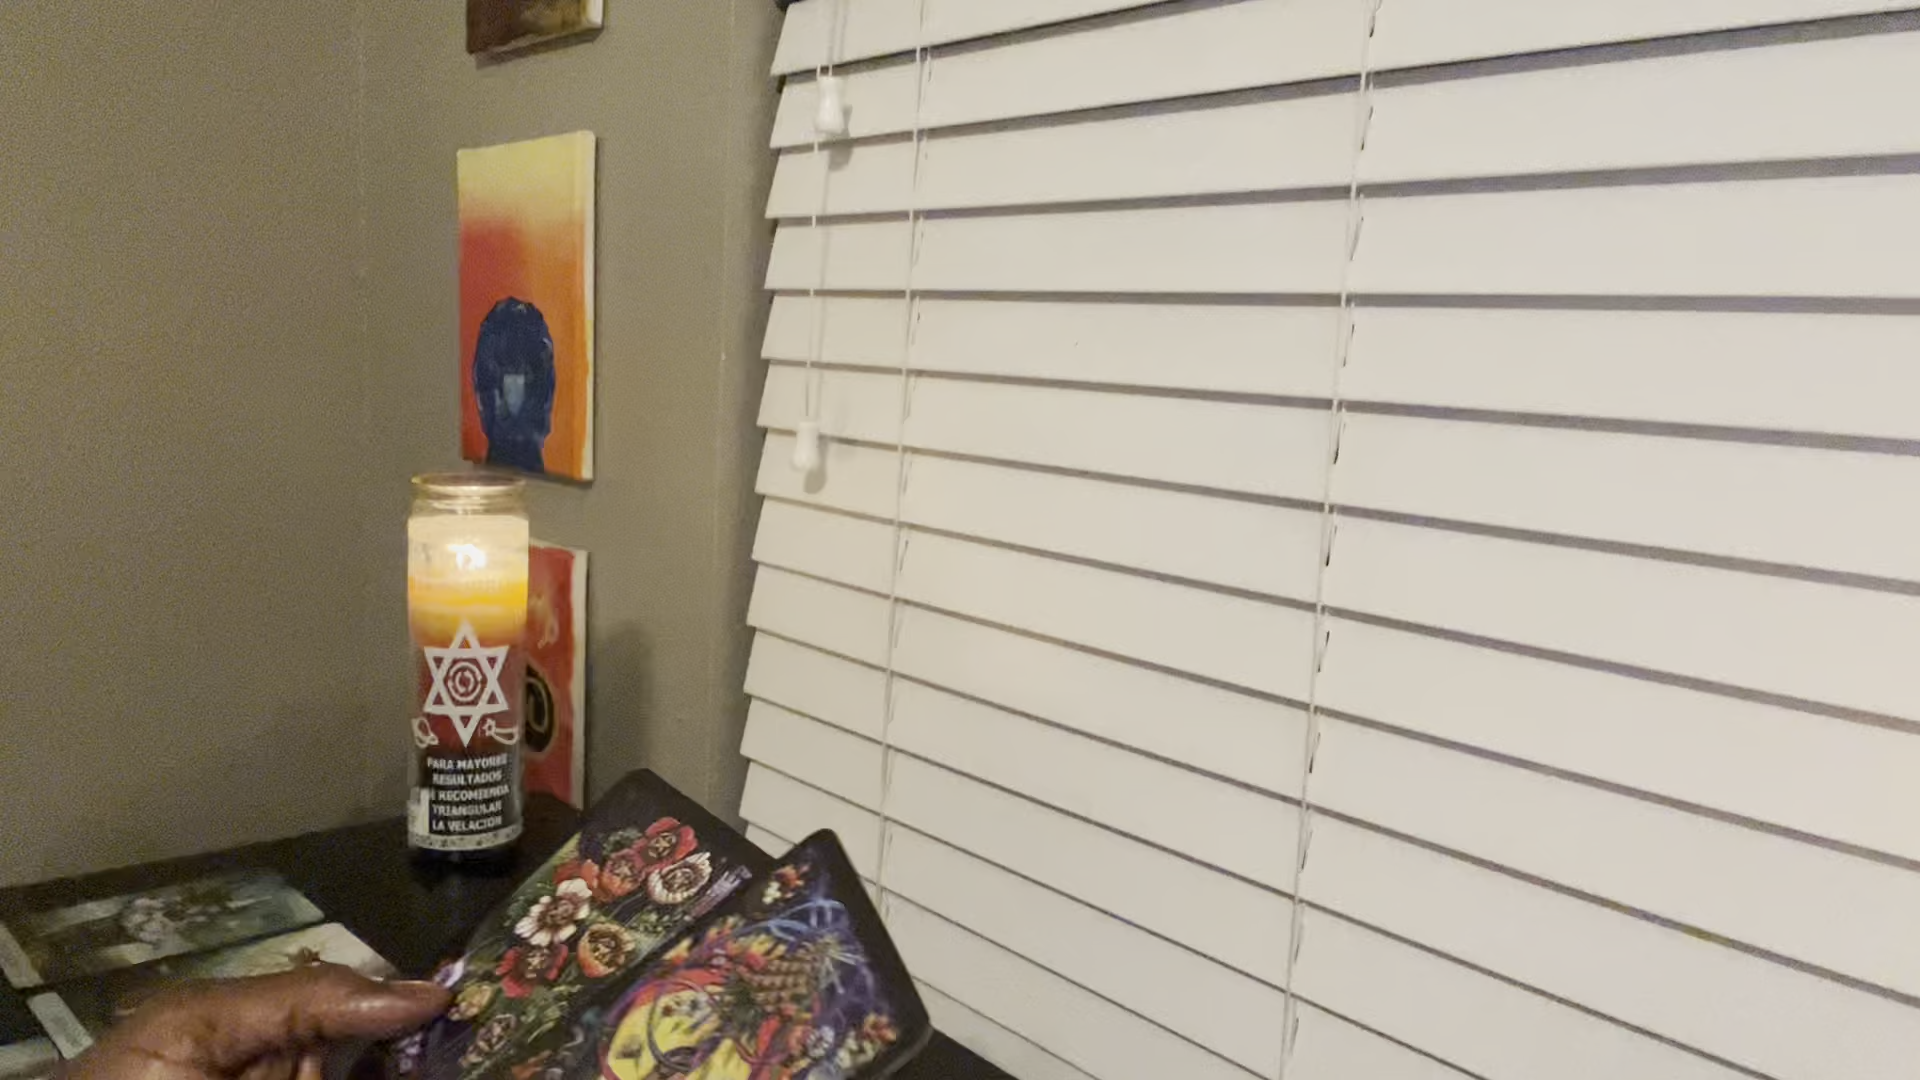 PARA MAYORES
RESULTADOS
SE RECOMIENDA
TRIANGULAR
LA VELACION